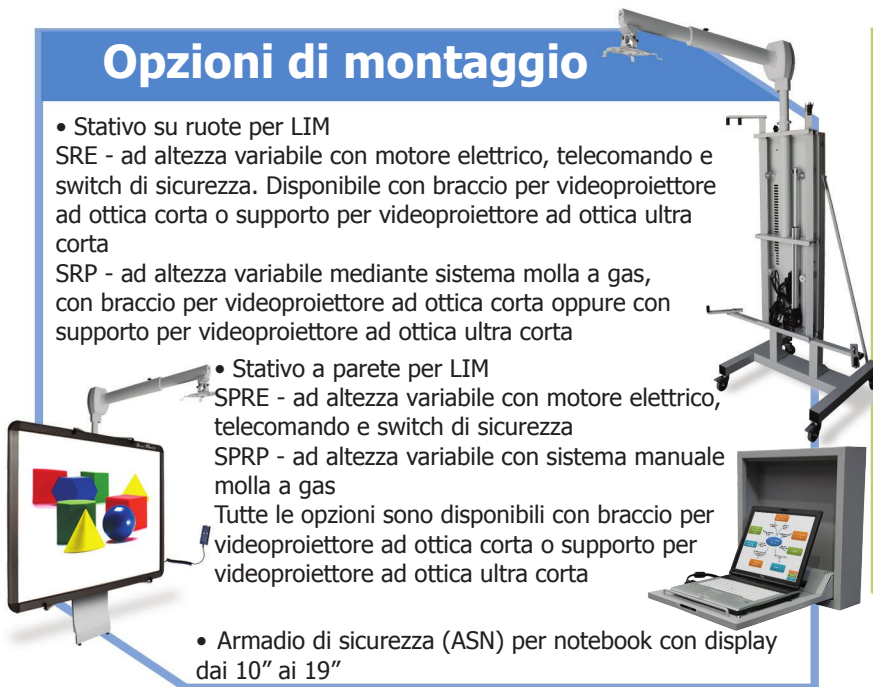 Opzioni di montaggio
• Stativo su ruote per LIM
SRE - ad altezza variabile con motore elettrico, telecomando e
switch di sicurezza. Disponibile con braccio per videoproiettore
ad ottica corta o supporto per videoproiettore ad ottica ultra
corta
SRP - ad altezza variabile mediante sistema molla a gas,
con braccio per videoproiettore ad ottica corta oppure con
supporto per videoproiettore ad ottica ultra corta
• Stativo a parete per LIM
SPRE - ad altezza variabile con motore elettrico,
telecomando e switch di sicurezza
SPRP - ad altezza variabile con sistema manuale
molla a gas
Tutte le opzioni sono disponibili con braccio per
videoproiettore ad ottica corta o supporto per
videoproiettore ad ottica ultra corta
• Armadio di sicurezza (ASN) per notebook con display
dai 10” ai 19”